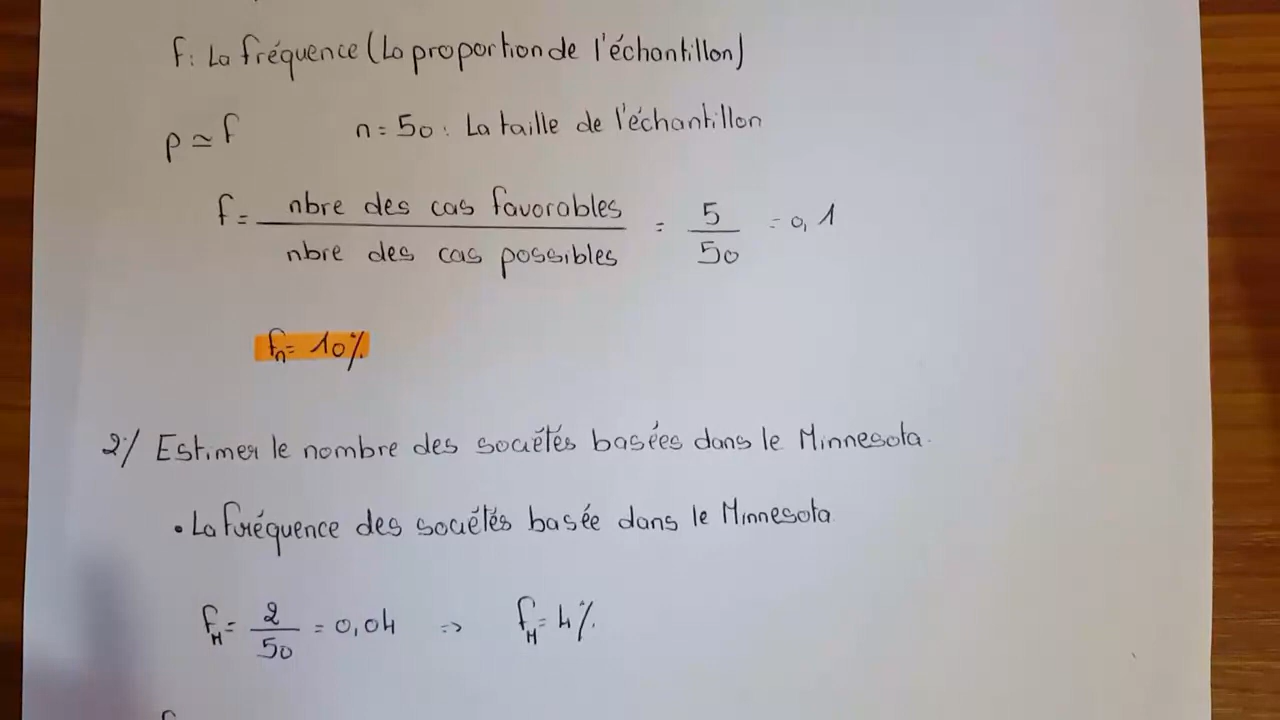 f: La fréquence (La proportion de l'échantillon)
p ≃ f n = 50 : La taille de l'échantillon
f = nbre des cas favorables / nbre des cas possibles = 5 / 50 = 0,1
fn = 10%
2°/ Estimer le nombre des sociétés basées dans le Minnesota.
• La fréquence des sociétés basée dans le Minnesota
fM = 2 / 50 = 0,04 => fM = 4%.